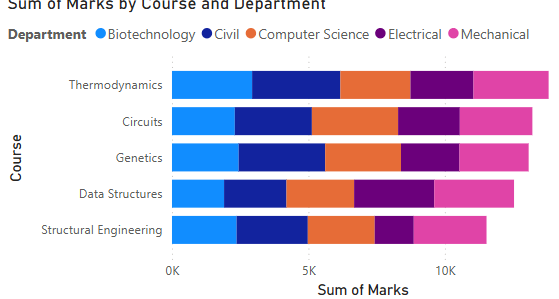 Sum of Marks by Course and Department
Department Biotechnology Civil Computer Science Electrical Mechanical
Thermodynamics
Circuits
Genetics
Data Structures
Structural Engineering
Course
0K 5K 10K
Sum of Marks